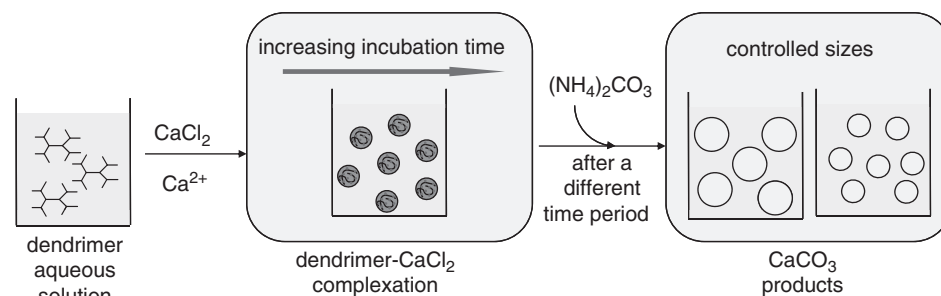 increasing incubation time
controlled sizes
(NH₄)₂CO₃
CaCl₂
Ca²⁺
after a
different
time period
dendrimer
aqueous
solution
dendrimer-CaCl₂
complexation
CaCO₃
products